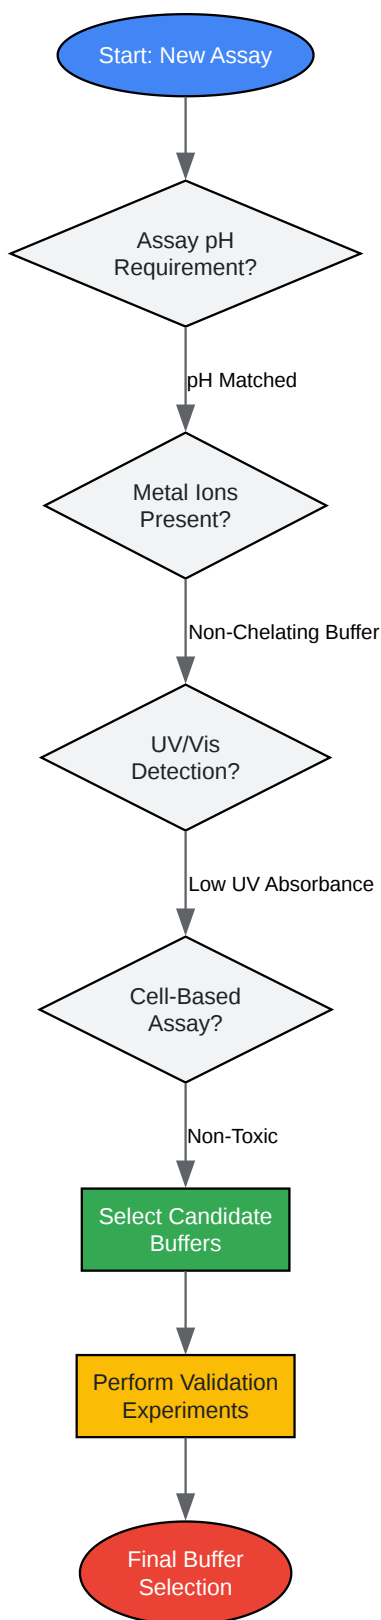 Start: New Assay
Assay pH
Requirement?
pH Matched
Metal Ions
Present?
Non-Chelating Buffer
UV/Vis
Detection?
Low UV Absorbance
Cell-Based
Assay?
Non-Toxic
Select Candidate
Buffers
Perform Validation
Experiments
Final Buffer
Selection